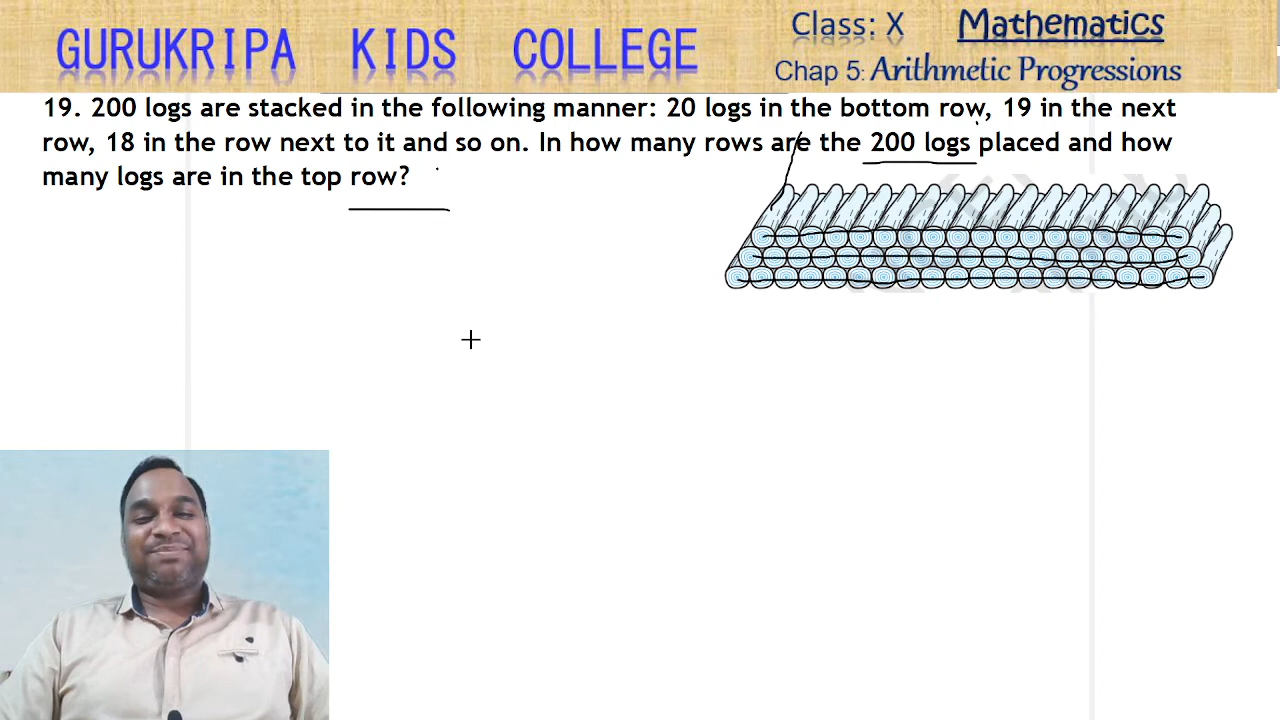 GURUKRIPA KIDS COLLEGE
Class: X Mathematics
Chap 5: Arithmetic Progressions
19. 200 logs are stacked in the following manner: 20 logs in the bottom row, 19 in the next
row, 18 in the row next to it and so on. In how many rows are the 200 logs placed and how
many logs are in the top row?